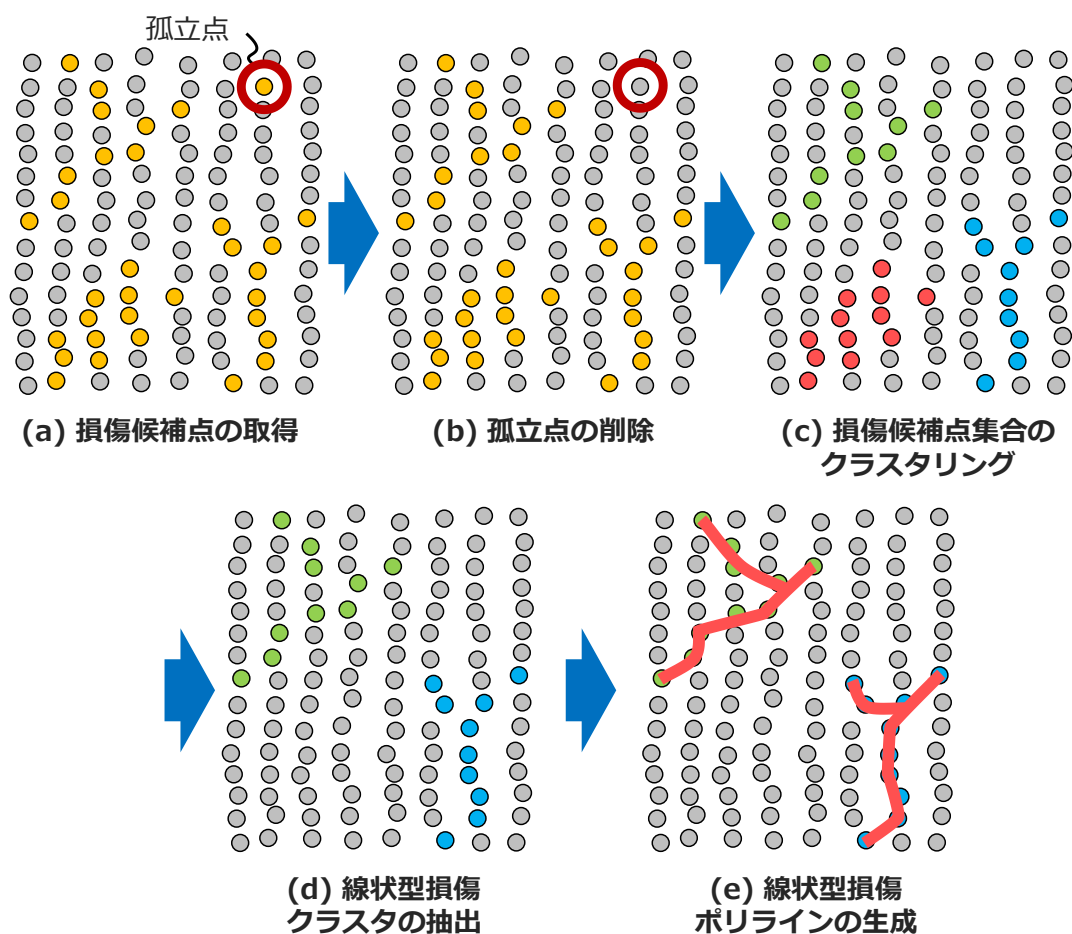 孤立点
(a) 損傷候補点の取得
(b) 孤立点の削除
(c) 損傷候補点集合の
クラスタリング
(d) 線状型損傷
クラスタの抽出
(e) 線状型損傷
ポリラインの生成